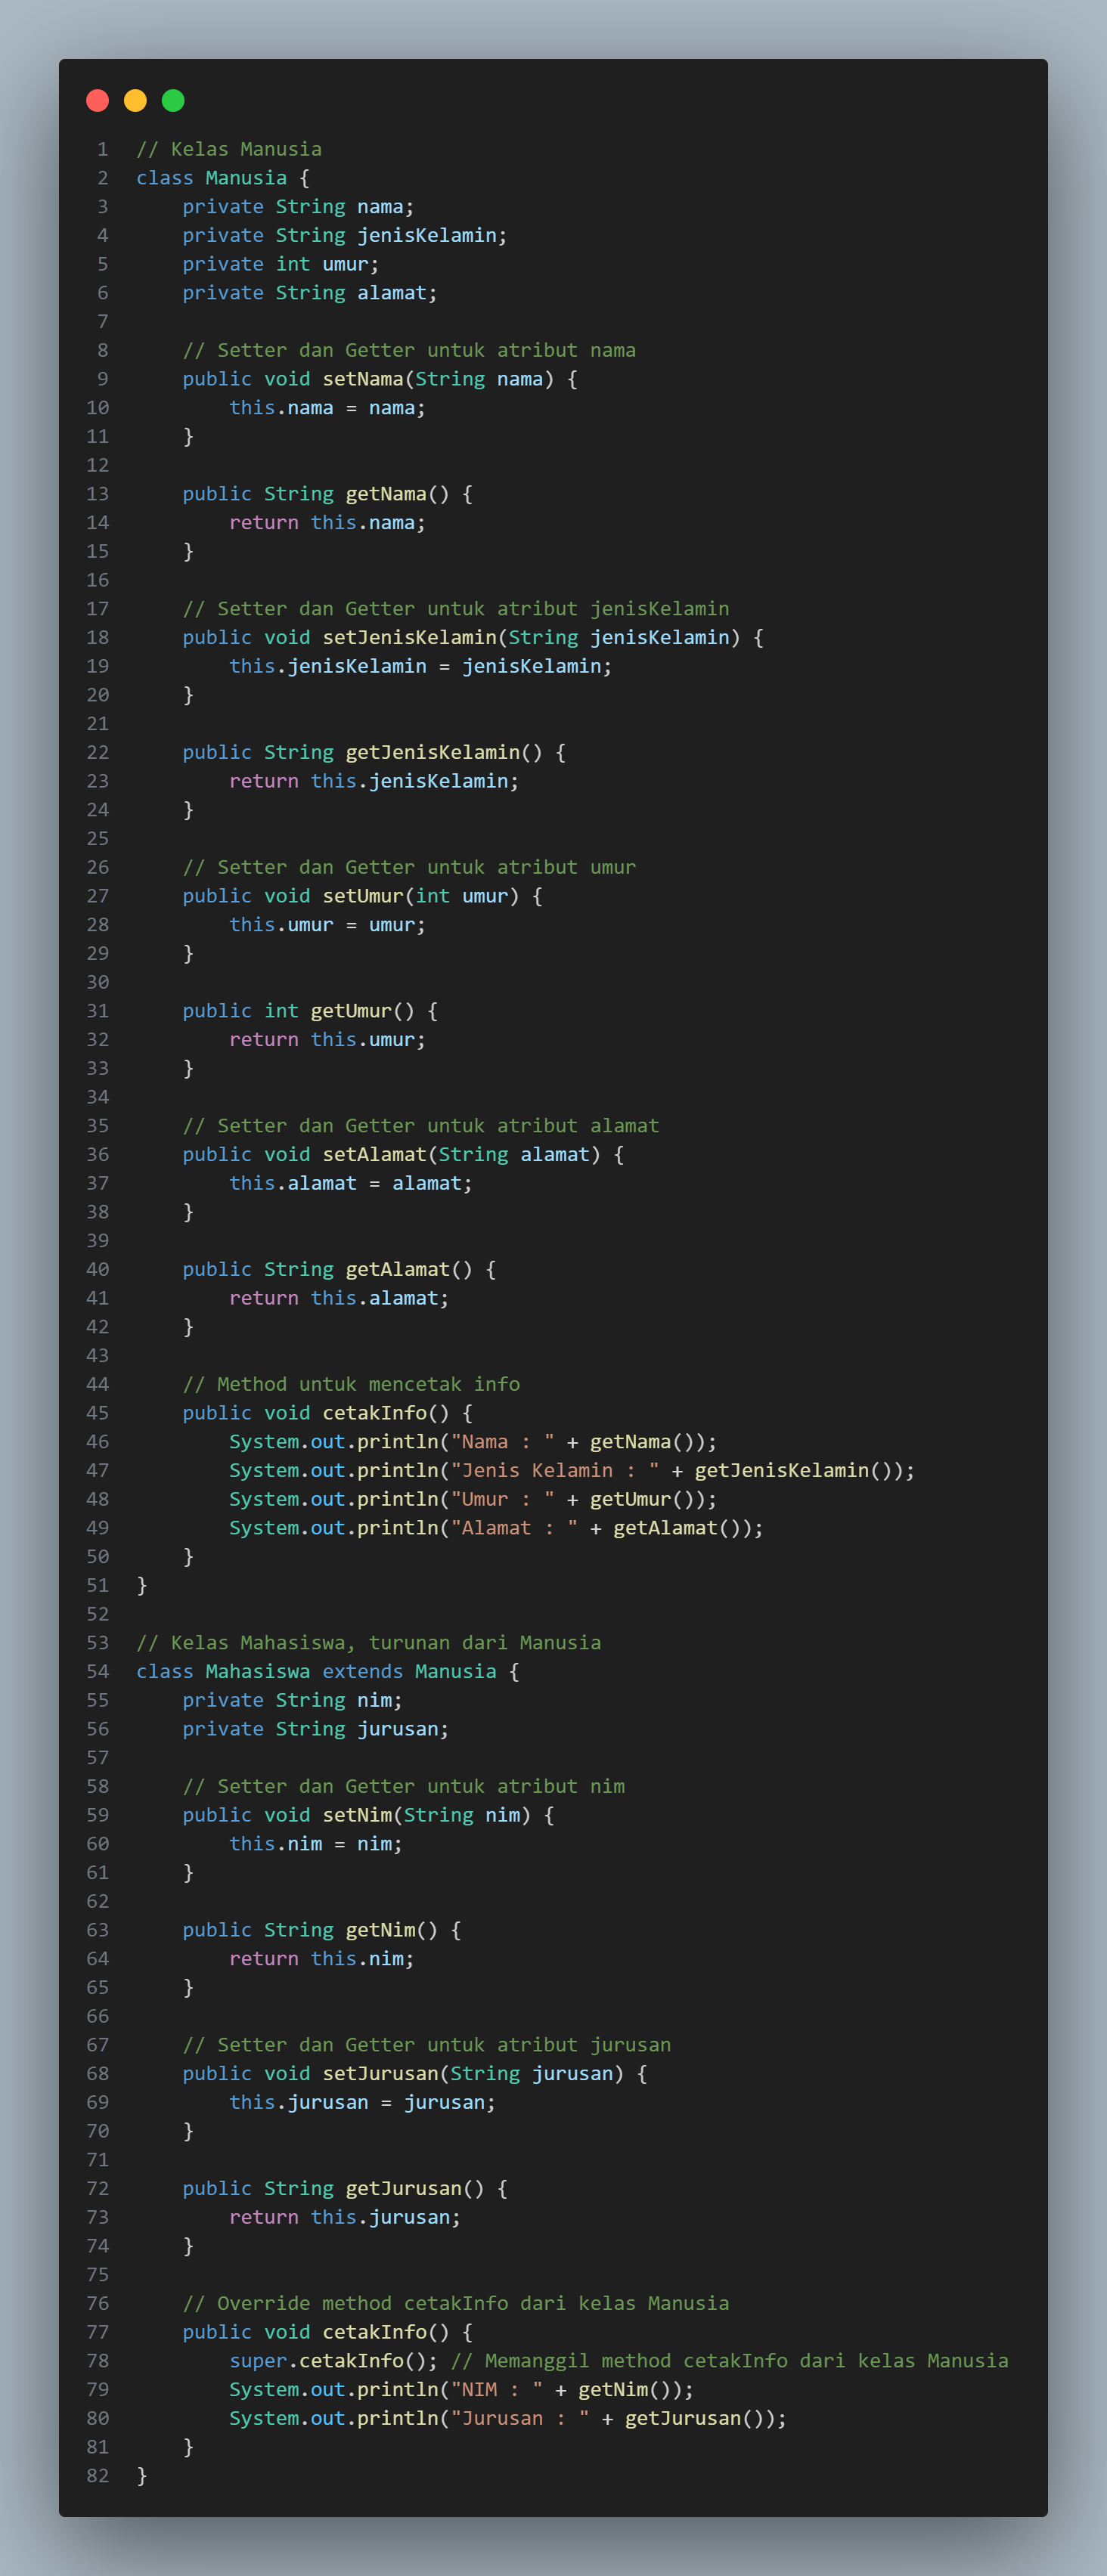 1 // Kelas Manusia
2 class Manusia {
3     private String nama;
4     private String jenisKelamin;
5     private int umur;
6     private String alamat;
7
8     // Setter dan Getter untuk atribut nama
9     public void setNama(String nama) {
10         this.nama = nama;
11     }
12
13     public String getNama() {
14         return this.nama;
15     }
16
17     // Setter dan Getter untuk atribut jenisKelamin
18     public void setJenisKelamin(String jenisKelamin) {
19         this.jenisKelamin = jenisKelamin;
20     }
21
22     public String getJenisKelamin() {
23         return this.jenisKelamin;
24     }
25
26     // Setter dan Getter untuk atribut umur
27     public void setUmur(int umur) {
28         this.umur = umur;
29     }
30
31     public int getUmur() {
32         return this.umur;
33     }
34
35     // Setter dan Getter untuk atribut alamat
36     public void setAlamat(String alamat) {
37         this.alamat = alamat;
38     }
39
40     public String getAlamat() {
41         return this.alamat;
42     }
43
44     // Method untuk mencetak info
45     public void cetakInfo() {
46         System.out.println("Nama : " + getNama());
47         System.out.println("Jenis Kelamin : " + getJenisKelamin());
48         System.out.println("Umur : " + getUmur());
49         System.out.println("Alamat : " + getAlamat());
50     }
51 }
52
53 // Kelas Mahasiswa, turunan dari Manusia
54 class Mahasiswa extends Manusia {
55     private String nim;
56     private String jurusan;
57
58     // Setter dan Getter untuk atribut nim
59     public void setNim(String nim) {
60         this.nim = nim;
61     }
62
63     public String getNim() {
64         return this.nim;
65     }
66
67     // Setter dan Getter untuk atribut jurusan
68     public void setJurusan(String jurusan) {
69         this.jurusan = jurusan;
70     }
71
72     public String getJurusan() {
73         return this.jurusan;
74     }
75
76     // Override method cetakInfo dari kelas Manusia
77     public void cetakInfo() {
78         super.cetakInfo(); // Memanggil method cetakInfo dari kelas Manusia
79         System.out.println("NIM : " + getNim());
80         System.out.println("Jurusan : " + getJurusan());
81     }
82 }